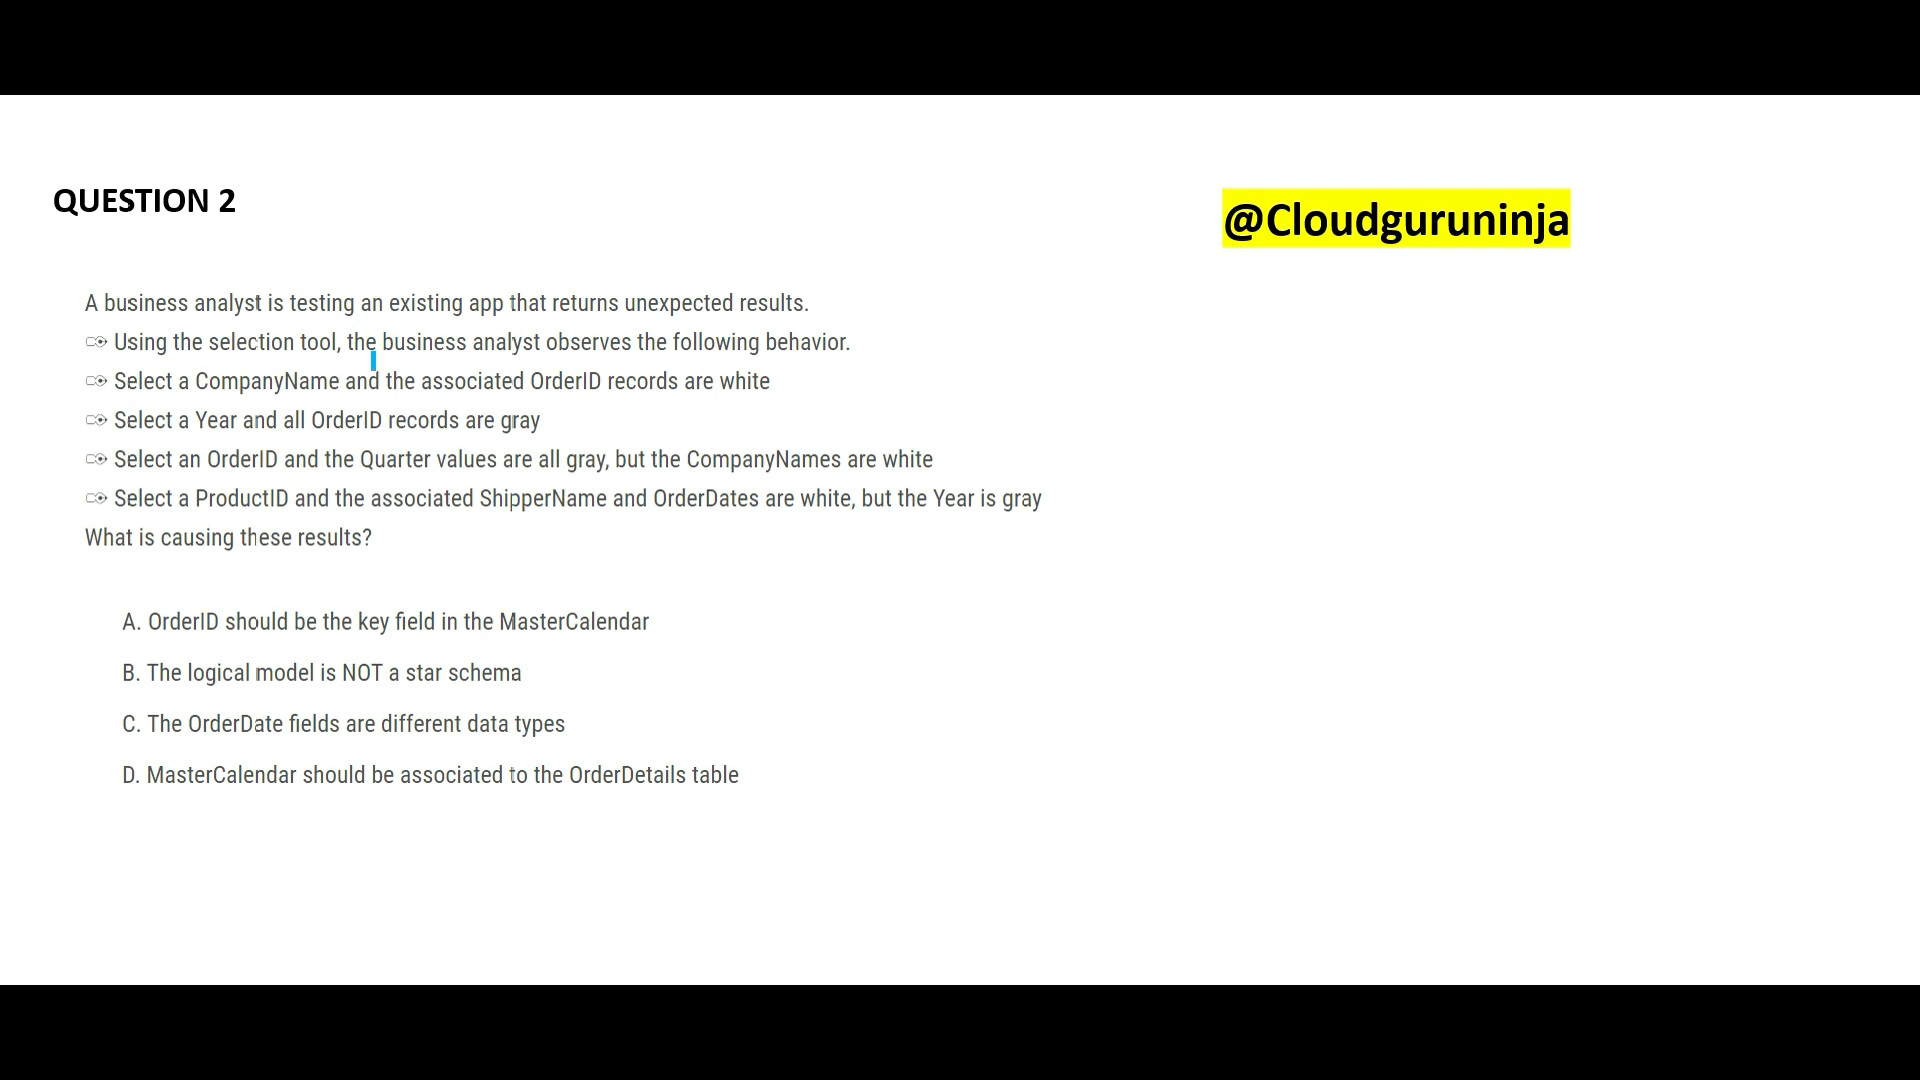 QUESTION 2
@Cloudguruninja
A business analyst is testing an existing app that returns unexpected results.
Using the selection tool, the business analyst observes the following behavior.
Select a CompanyName and the associated OrderID records are white
Select a Year and all OrderID records are gray
Select an OrderID and the Quarter values are all gray, but the CompanyNames are white
Select a ProductID and the associated ShipperName and OrderDates are white, but the Year is gray
What is causing these results?
A. OrderID should be the key field in the MasterCalendar
B. The logical model is NOT a star schema
C. The OrderDate fields are different data types
D. MasterCalendar should be associated to the OrderDetails table